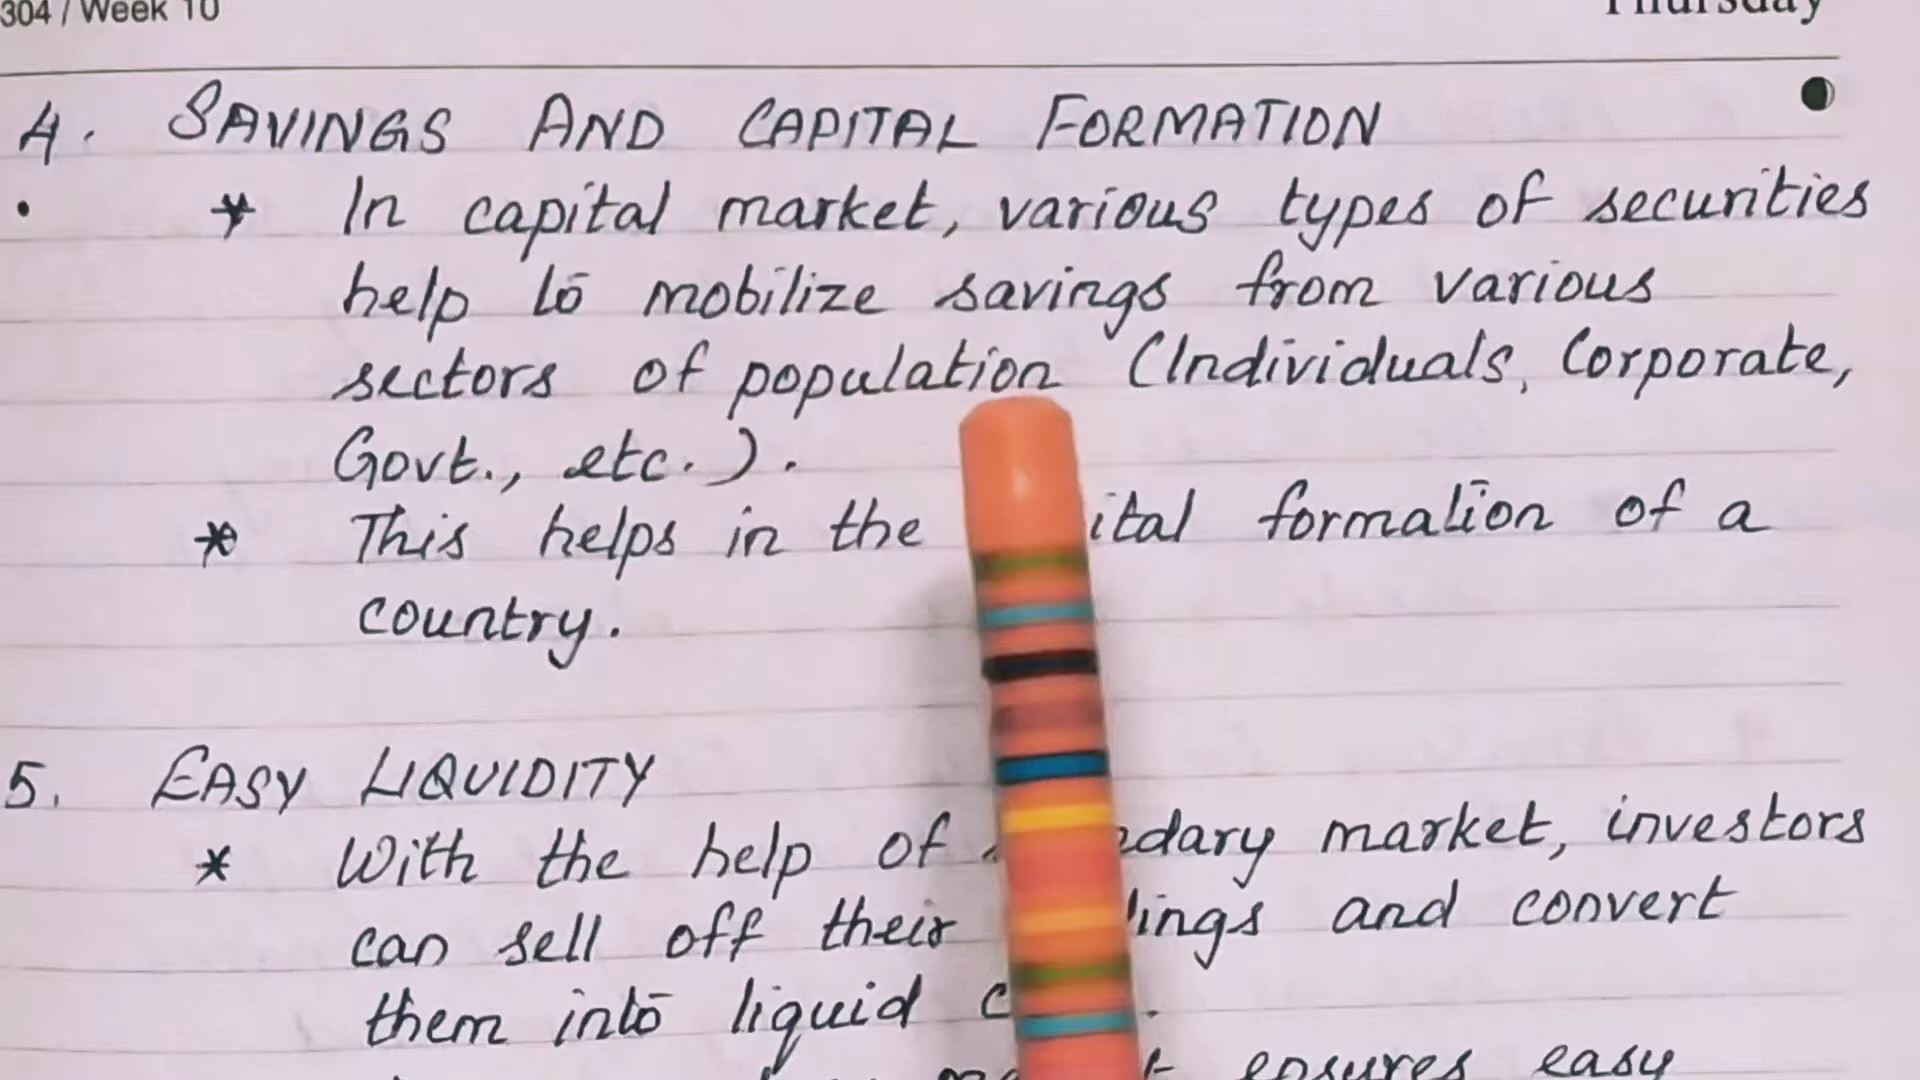 304 / Week 10
Thursday
4. SAVINGS AND CAPITAL FORMATION
* In capital market, various types of securities
help to mobilize savings from various
sectors of population (Individuals, Corporate,
Govt., etc.).
* This helps in the ital formation of a
country.
5. EASY LIQUIDITY
* With the help of dary market, investors
can sell off their lings and convert
them into liquid c .
ensures easy